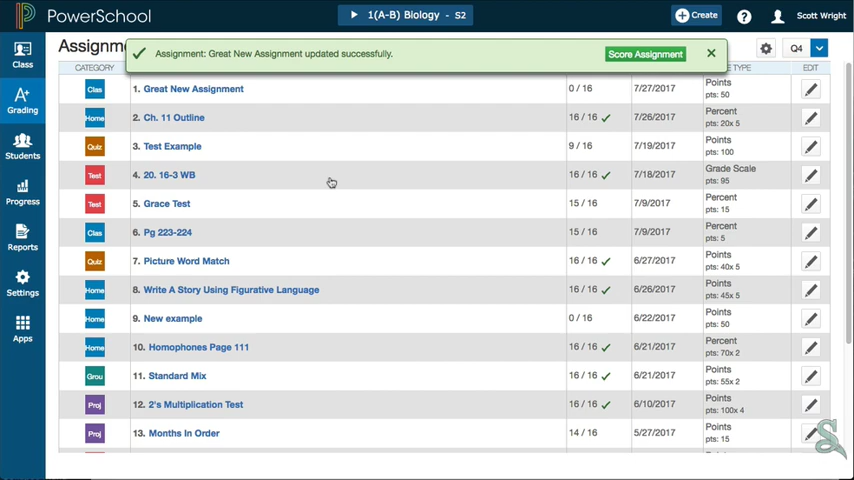 PowerSchool
1(A-B) Biology - S2
Create
?
Scott Wright
Class
A+
Grading
Students
Progress
Reports
Settings
Apps
Assignm
Assignment: Great New Assignment updated successfully.
Score Assignment
Q4
CATEGORY
E TYPE
EDIT
Clas 1. Great New Assignment 0 / 16 7/27/2017 Points
pts: 50
Home 2. Ch. 11 Outline 16 / 16 7/26/2017 Percent
pts: 20x 5
Quiz 3. Test Example 9 / 16 7/19/2017 Points
pts: 100
Test 4. 20. 16-3 WB 16 / 16 7/18/2017 Grade Scale
pts: 95
Test 5. Grace Test 15 / 16 7/9/2017 Percent
pts: 15
Clas 6. Pg 223-224 15 / 16 7/9/2017 Percent
pts: 5
Quiz 7. Picture Word Match 16 / 16 6/27/2017 Points
pts: 40x 5
Home 8. Write A Story Using Figurative Language 16 / 16 6/26/2017 Points
pts: 45x 5
Home 9. New example 0 / 16 6/22/2017 Points
pts: 50
Home 10. Homophones Page 111 16 / 16 6/21/2017 Percent
pts: 70x 2
Grou 11. Standard Mix 16 / 16 6/21/2017 Points
pts: 55x 2
Proj 12. 2's Multiplication Test 16 / 16 6/10/2017 Points
pts: 100x 4
Proj 13. Months In Order 14 / 16 5/27/2017 Points
pts: 15
S